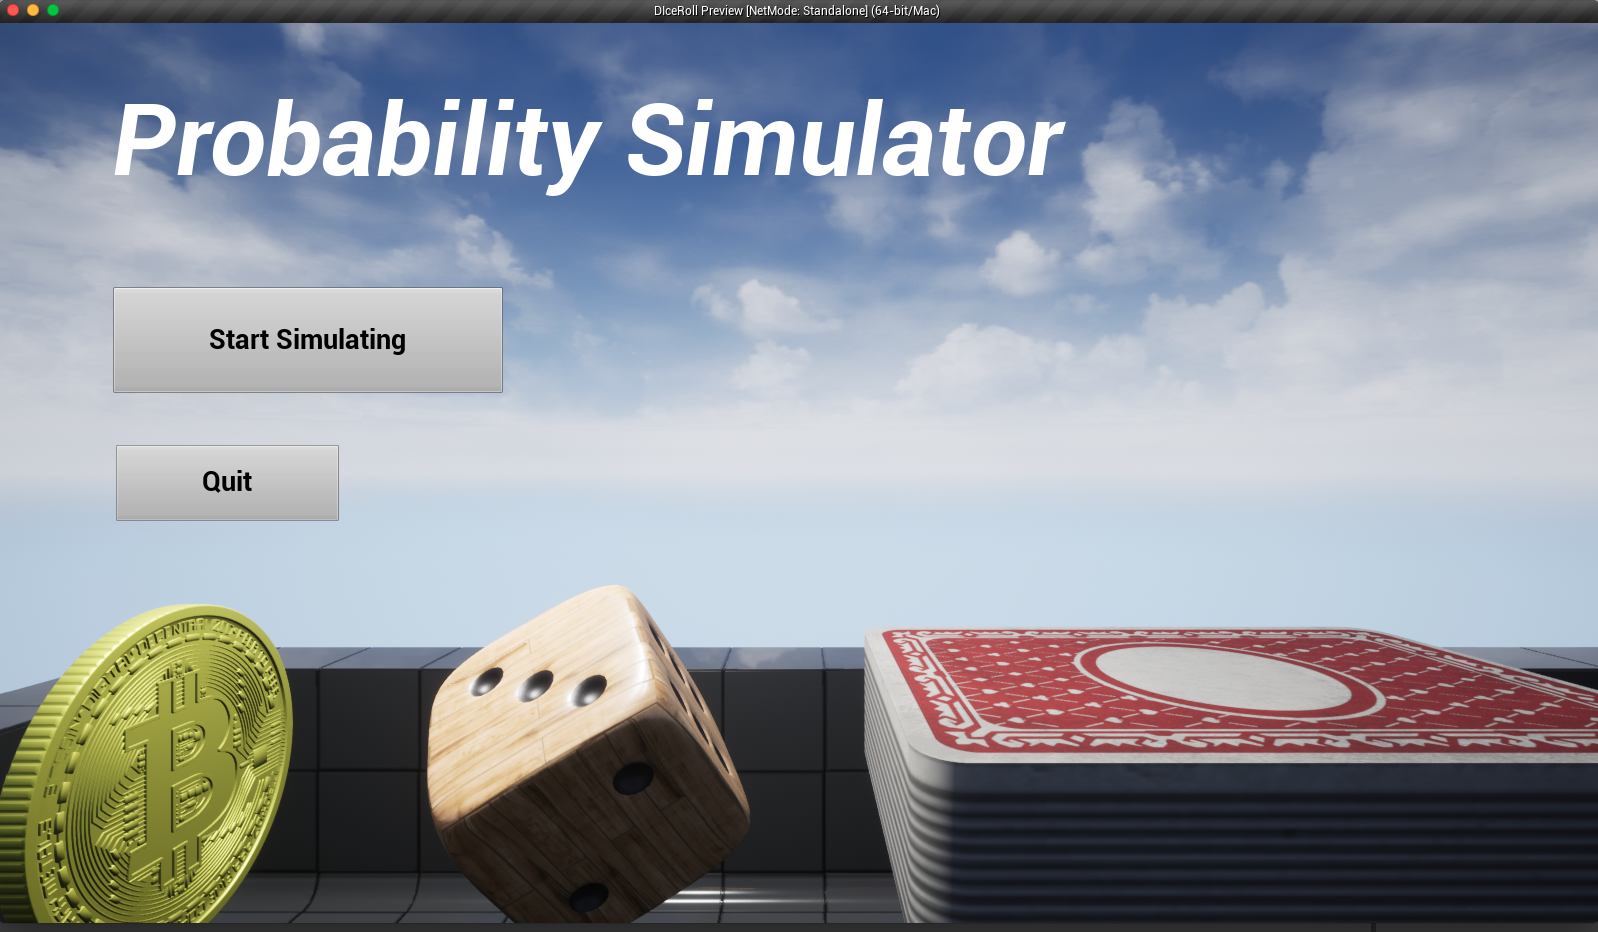 DIceRoll Preview [NetMode: Standalone] (64-bit/Mac)
Probability Simulator
Start Simulating
Quit